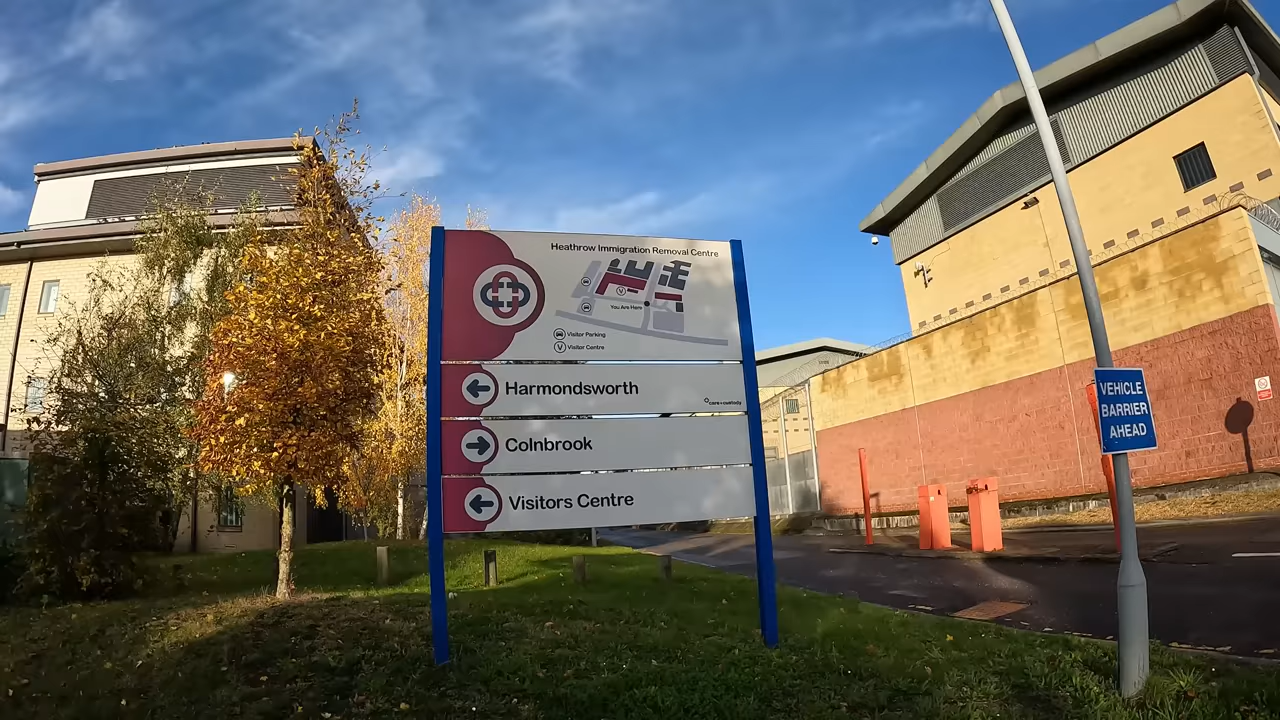 Heathrow Immigration Removal Centre
You Are Here
V
Visitor Parking
V Visitor Centre
Harmondsworth
care+custody
Colnbrook
Visitors Centre
VEHICLE
BARRIER
AHEAD